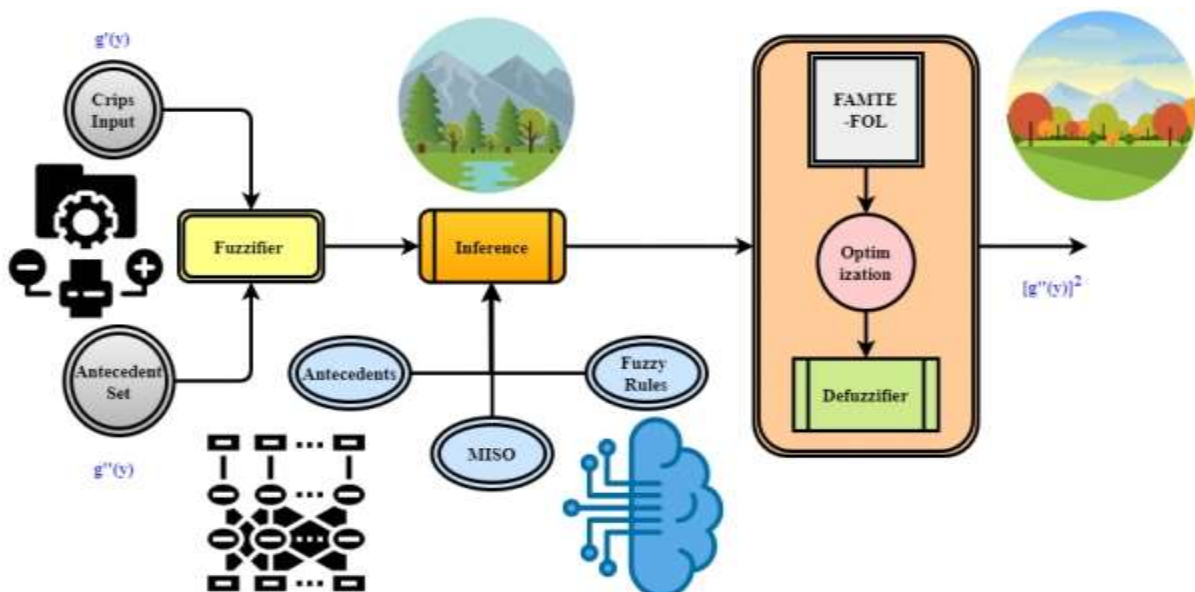 g'(y)
Crips
Input
Fuzzifier
Antecedent
Set
g''(y)
Inference
Antecedents
Fuzzy
Rules
MISO
FAMTE
-FOL
Optim
ization
Defuzzifier
[g''(y)]²